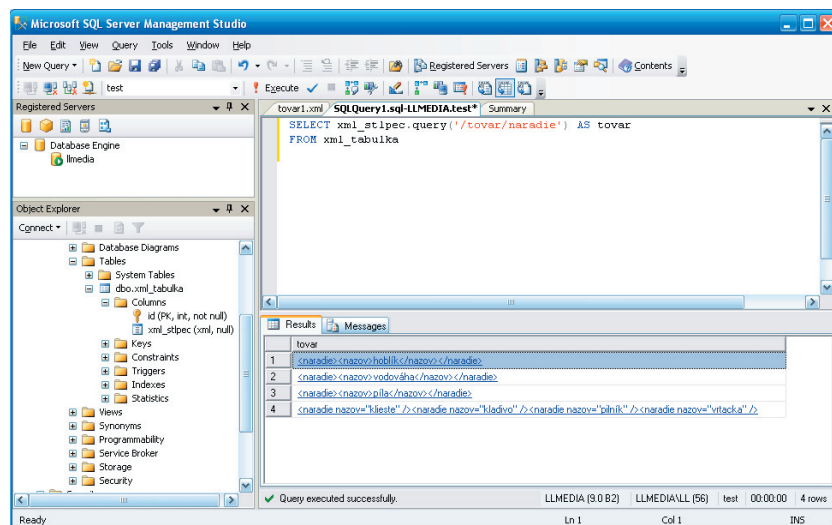 Microsoft SQL Server Management Studio
File Edit View Query Tools Window Help
New Query Registered Servers Contents
test Execute
Registered Servers
Database Engine
llmedia
tovar1.xml SQLQuery1.sql-LLMEDIA.test* Summary
SELECT xml_stlpec.query('/tovar/naradie') AS tovar
FROM xml_tabulka
Object Explorer
Connect
Database Diagrams
Tables
System Tables
dbo.xml_tabulka
Columns
id (PK, int, not null)
xml_stlpec (xml, null)
Keys
Constraints
Triggers
Indexes
Statistics
Views
Synonyms
Programmability
Service Broker
Storage
Security
Results Messages
tovar
1 <naradie><nazov>hoblík</nazov></naradie>
2 <naradie><nazov>vodováha</nazov></naradie>
3 <naradie><nazov>píla</nazov></naradie>
4 <naradie nazov="klieste" /><naradie nazov="kladivo" /><naradie nazov="pilník" /><naradie nazov="vrtacka" />
Query executed successfully. LLMEDIA (9.0 B2) LLMEDIA\LL (56) test 00:00:00 4 rows
Ready Ln 1 Col 1 INS